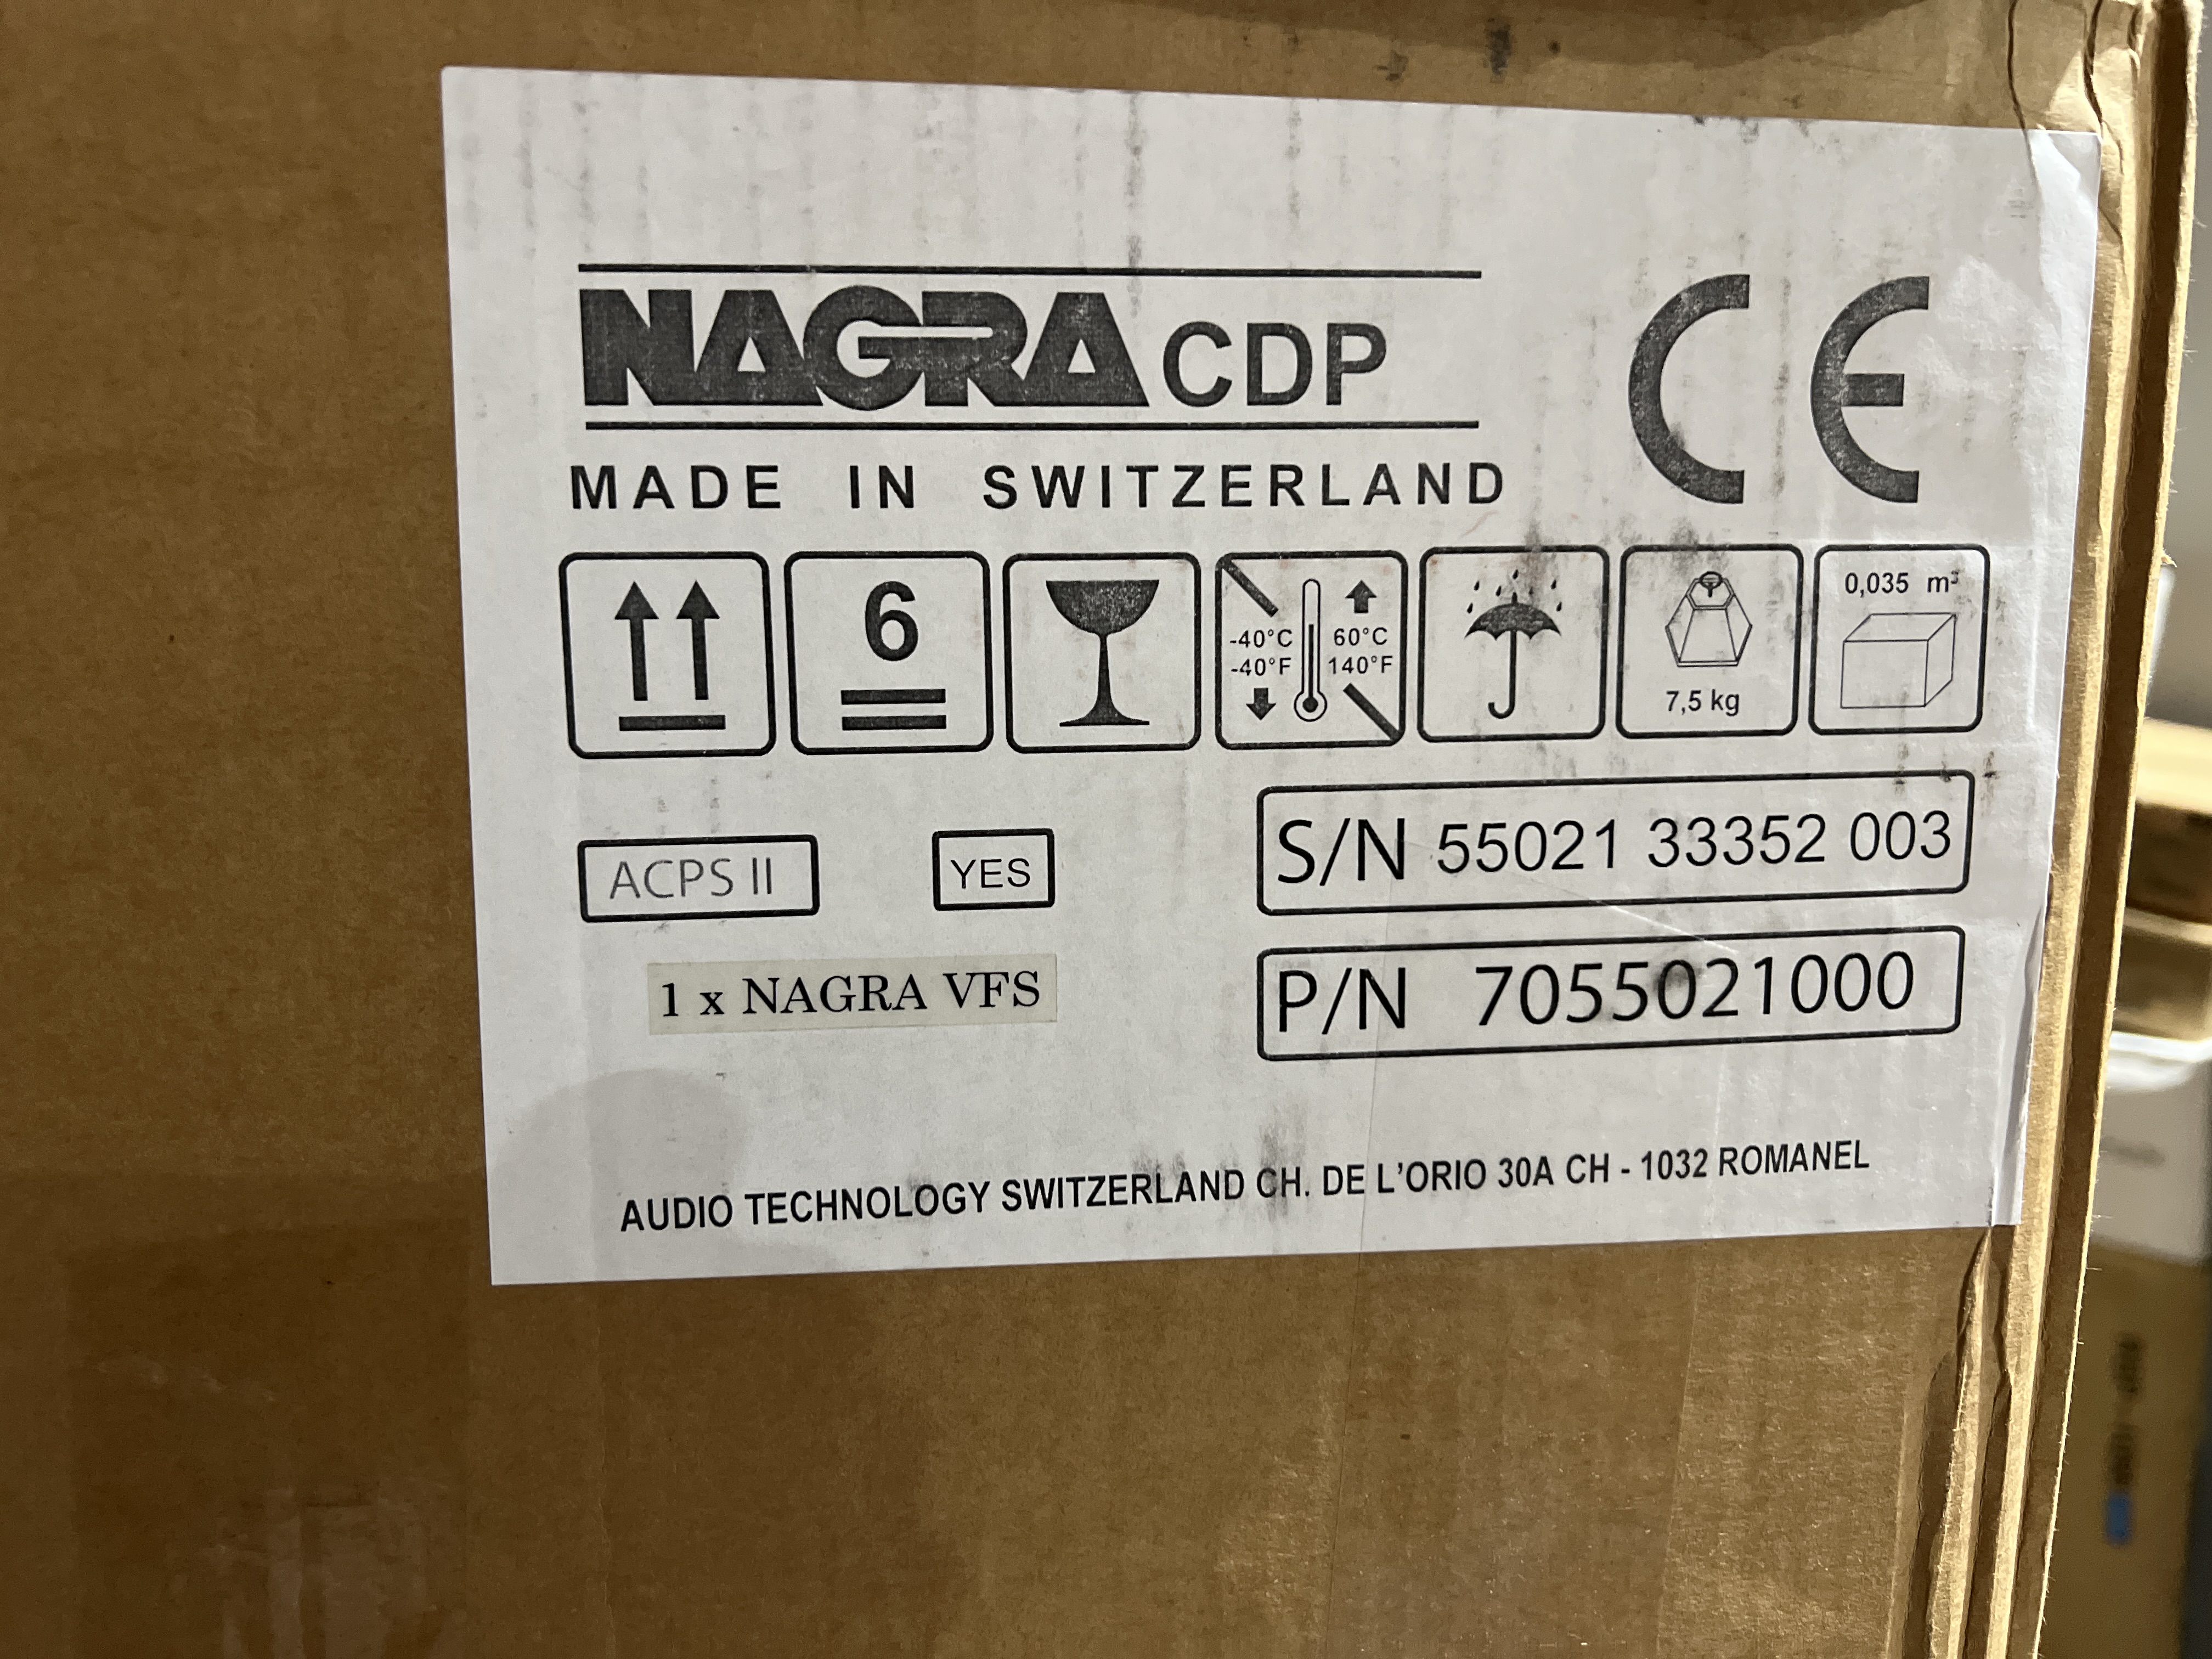 NAGRA CDP
MADE IN SWITZERLAND
CE
6
-40°C 60°C
-40°F 140°F
7,5 kg
0,035 m³
ACPS II YES
S/N 55021 33352 003
1 x NAGRA VFS
P/N 7055021000
AUDIO TECHNOLOGY SWITZERLAND CH. DE L'ORIO 30A CH - 1032 ROMANEL